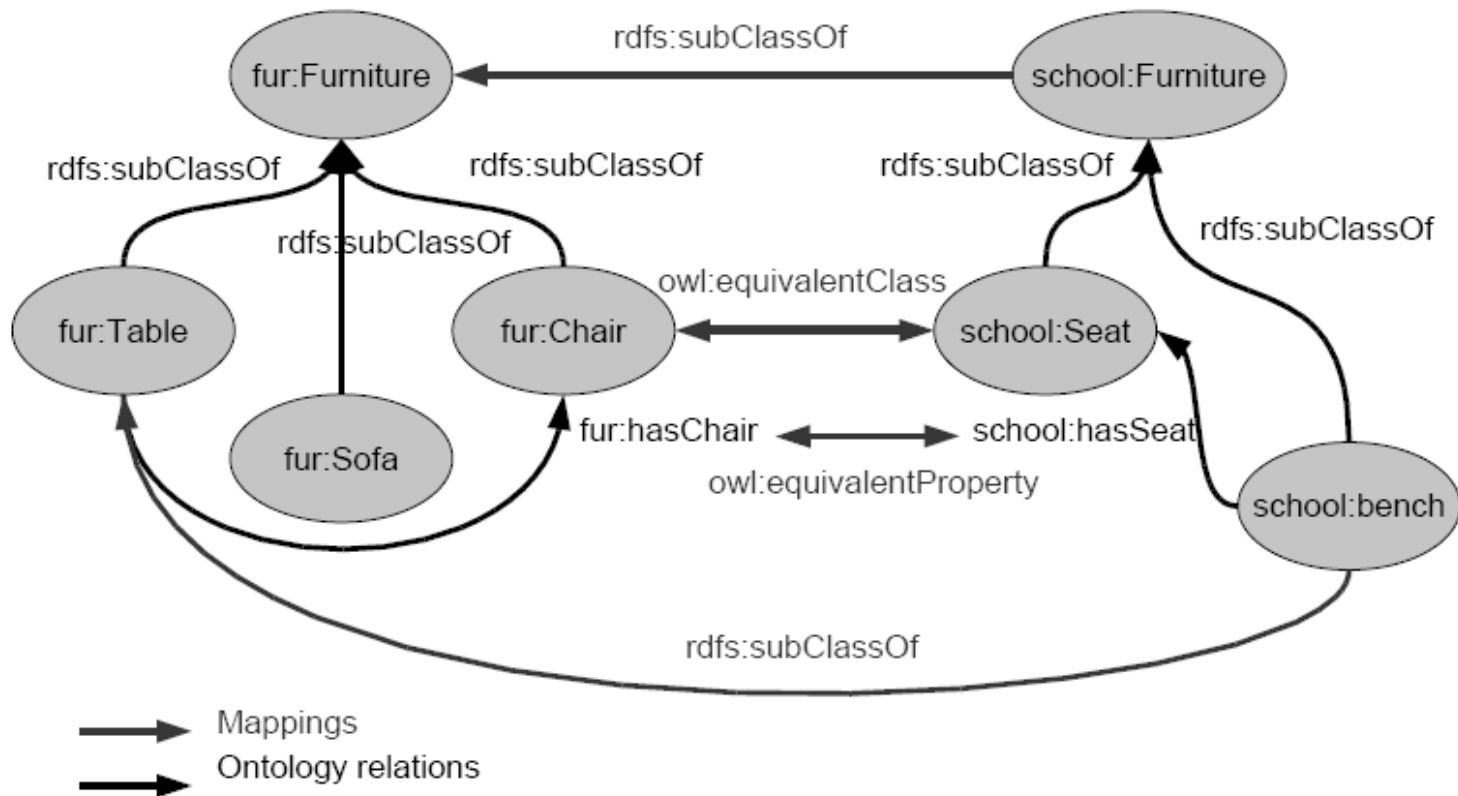 rdfs:subClassOf
fur:Furniture
school:Furniture
rdfs:subClassOf
rdfs:subClassOf
rdfs:subClassOf
rdfs:subClassOf
rdfs:subClassOf
owl:equivalentClass
fur:Table
fur:Chair
school:Seat
fur:hasChair
school:hasSeat
fur:Sofa
owl:equivalentProperty
school:bench
rdfs:subClassOf
Mappings
Ontology relations